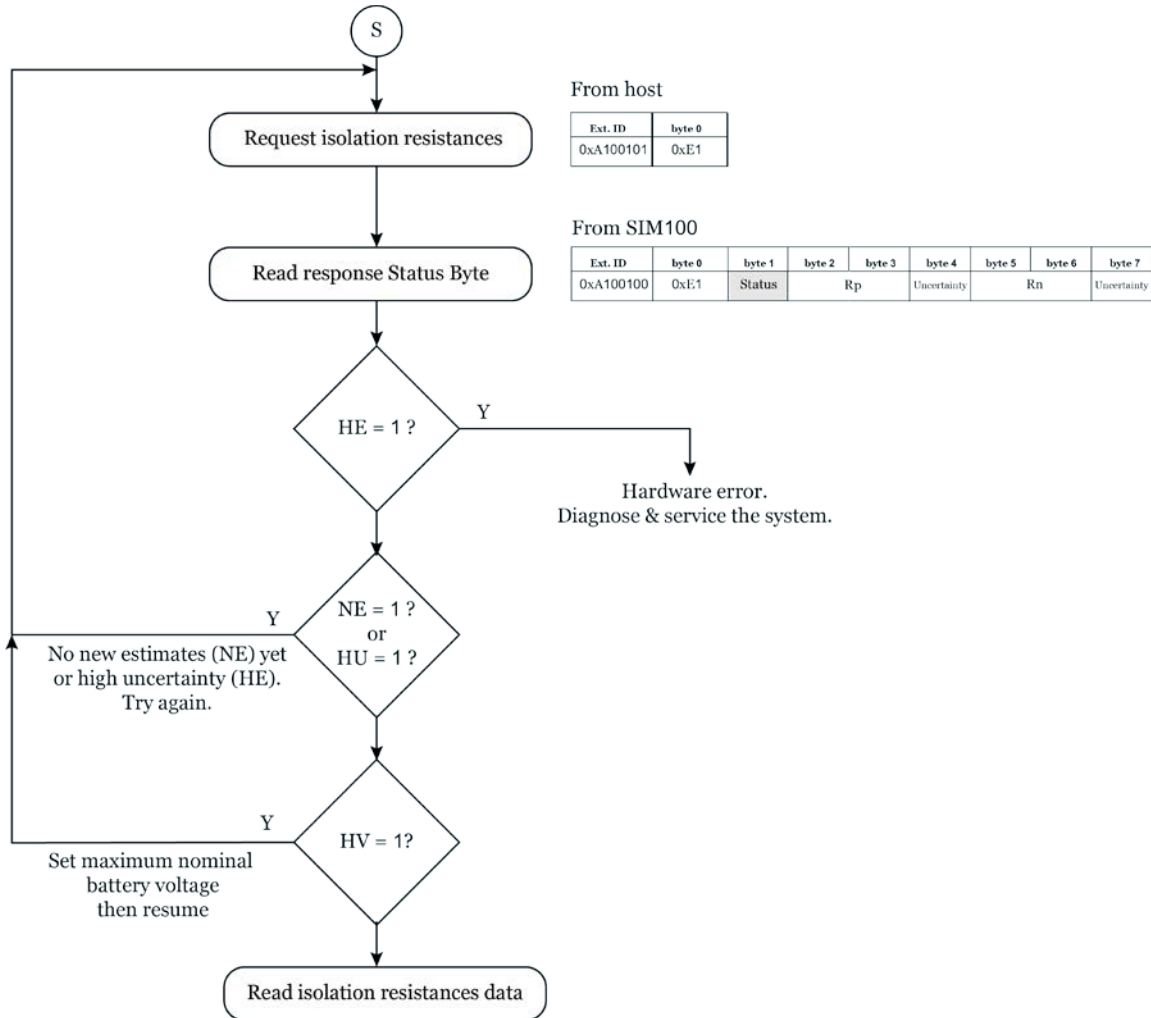 S
From host
Ext. ID byte 0
0xA100101 0xE1
Request isolation resistances
From SIM100
Ext. ID byte 0 byte 1 byte 2 byte 3 byte 4 byte 5 byte 6 byte 7
0xA100100 0xE1 Status Rp Uncertainty Rn Uncertainty
Read response Status Byte
HE = 1 ?
Y
Hardware error.
Diagnose & service the system.
NE = 1 ?
or
HU = 1 ?
Y
No new estimates (NE) yet
or high uncertainty (HE).
Try again.
HV = 1?
Y
Set maximum nominal
battery voltage
then resume
Read isolation resistances data